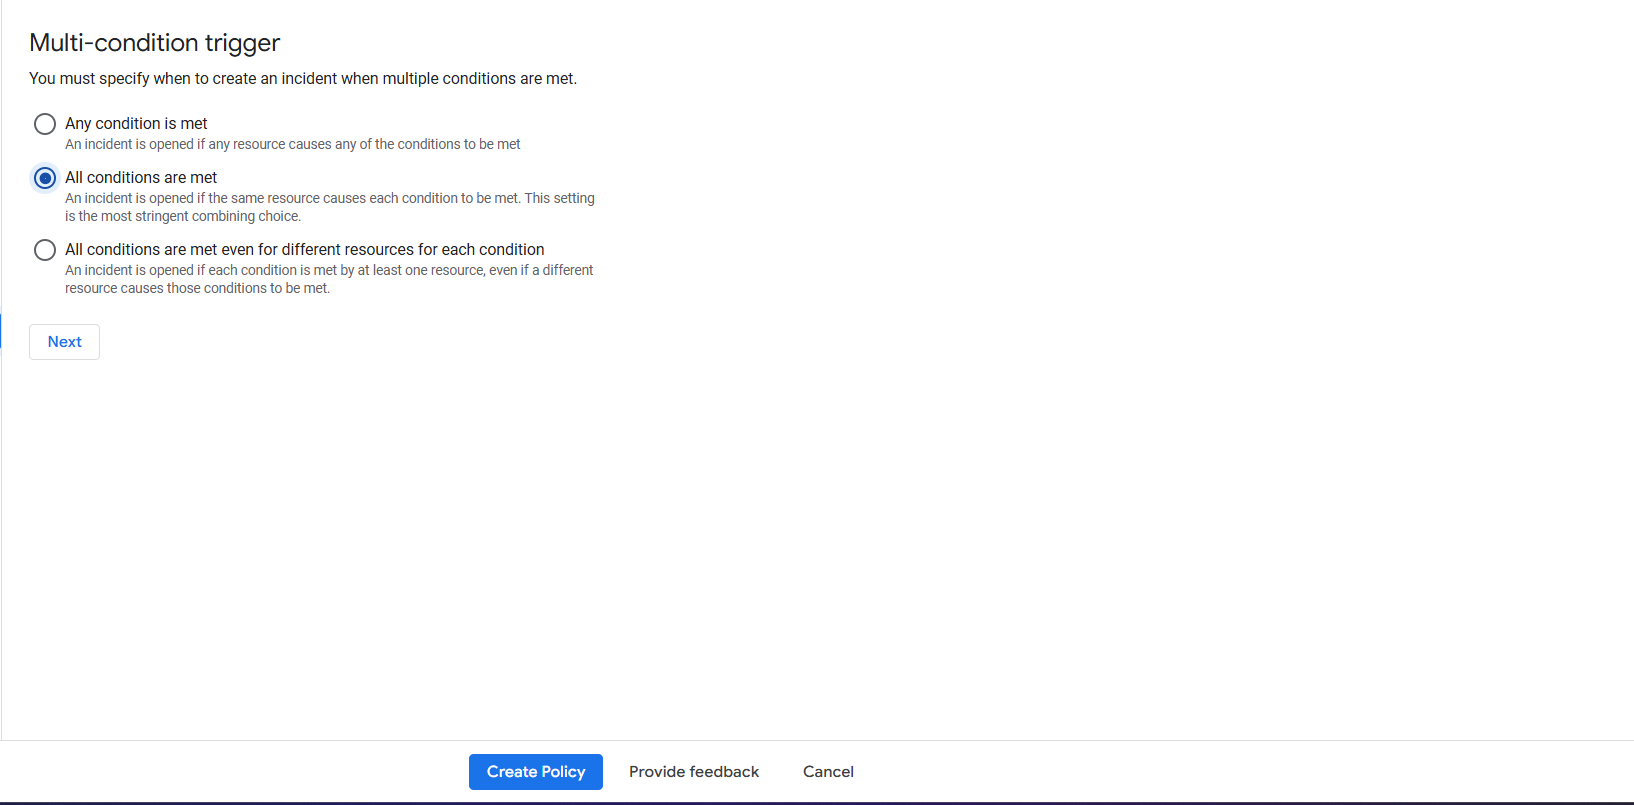 Multi-condition trigger
You must specify when to create an incident when multiple conditions are met.
Any condition is met
An incident is opened if any resource causes any of the conditions to be met
All conditions are met
An incident is opened if the same resource causes each condition to be met. This setting
is the most stringent combining choice.
All conditions are met even for different resources for each condition
An incident is opened if each condition is met by at least one resource, even if a different
resource causes those conditions to be met.
Next
Create Policy Provide feedback Cancel